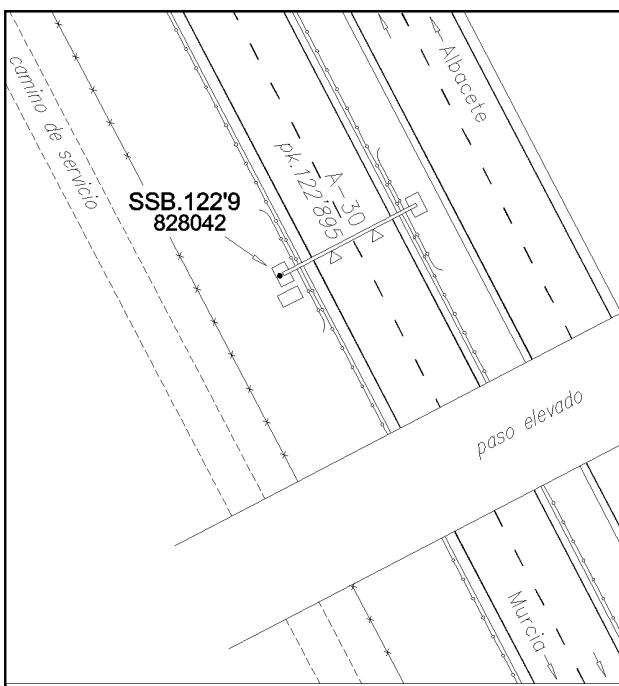 camino de servicio
Albacete
A-30
pk.122'895
SSB.122'9
828042
paso elevado
Murcia